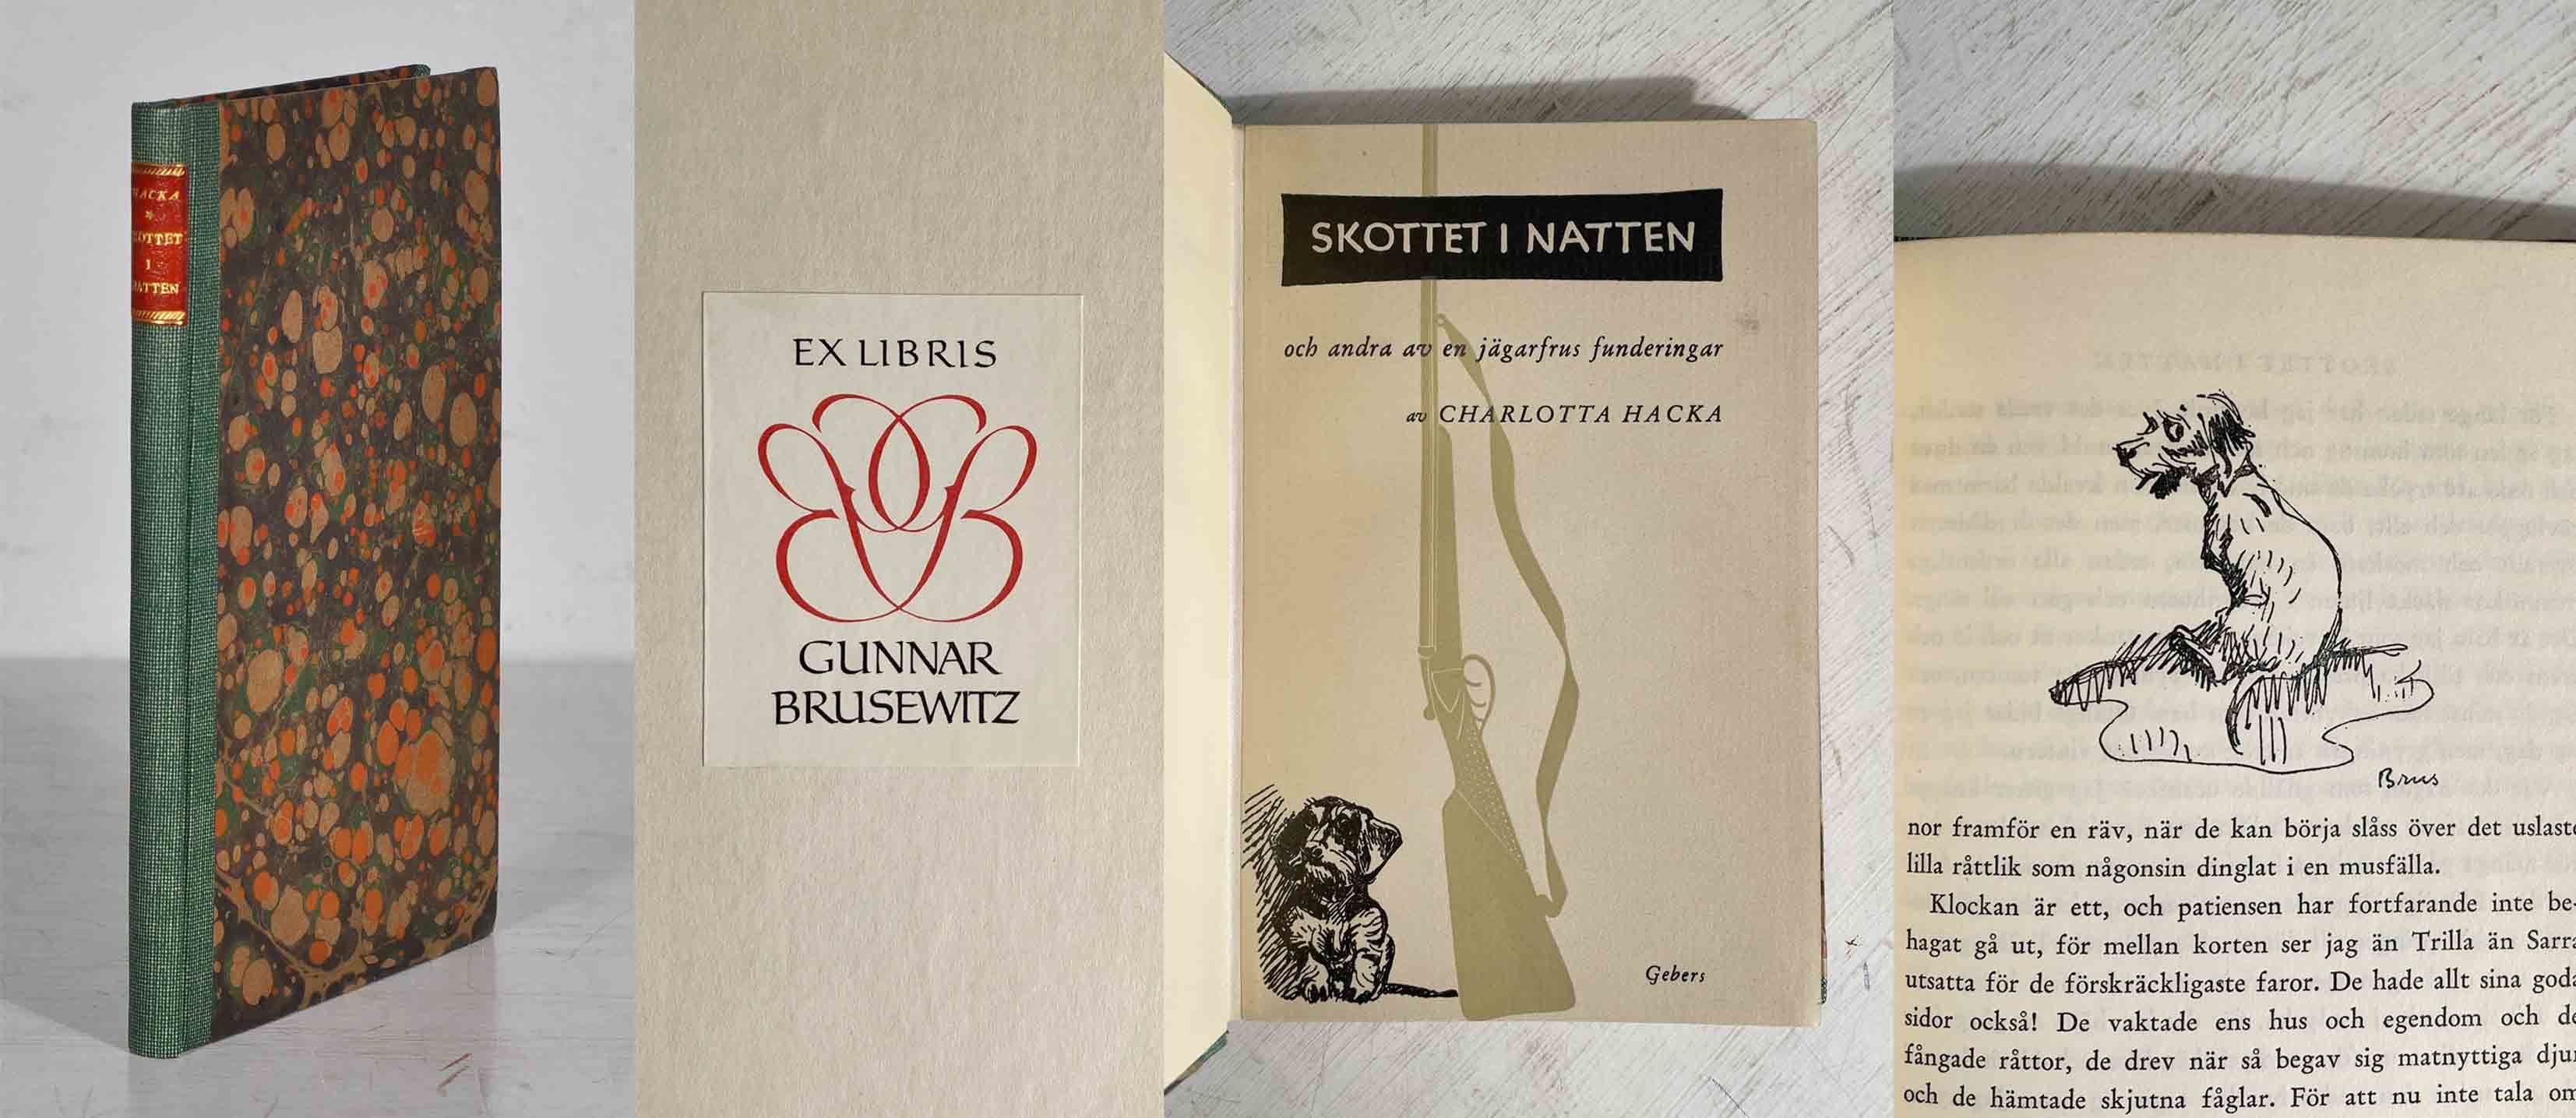 HACKA
*
SKOTTET
I
NATTEN
EX LIBRIS
GUNNAR
BRUSEWITZ
SKOTTET I NATTEN
och andra av en jägarfrus funderingar
av CHARLOTTA HACKA
Gebers
Brus
nor framför en räv, när de kan börja slåss över det uslaste
lilla råttlik som någonsin dinglat i en musfälla.
Klockan är ett, och patiensen har fortfarande inte be-
hagat gå ut, för mellan korten ser jag än Trilla än Sarra
utsatta för de förskräckligaste faror. De hade allt sina goda
sidor också! De vaktade ens hus och egendom och de
fångade råttor, de drev när så begav sig matnyttiga djur
och de hämtade skjutna fåglar. För att nu inte tala om